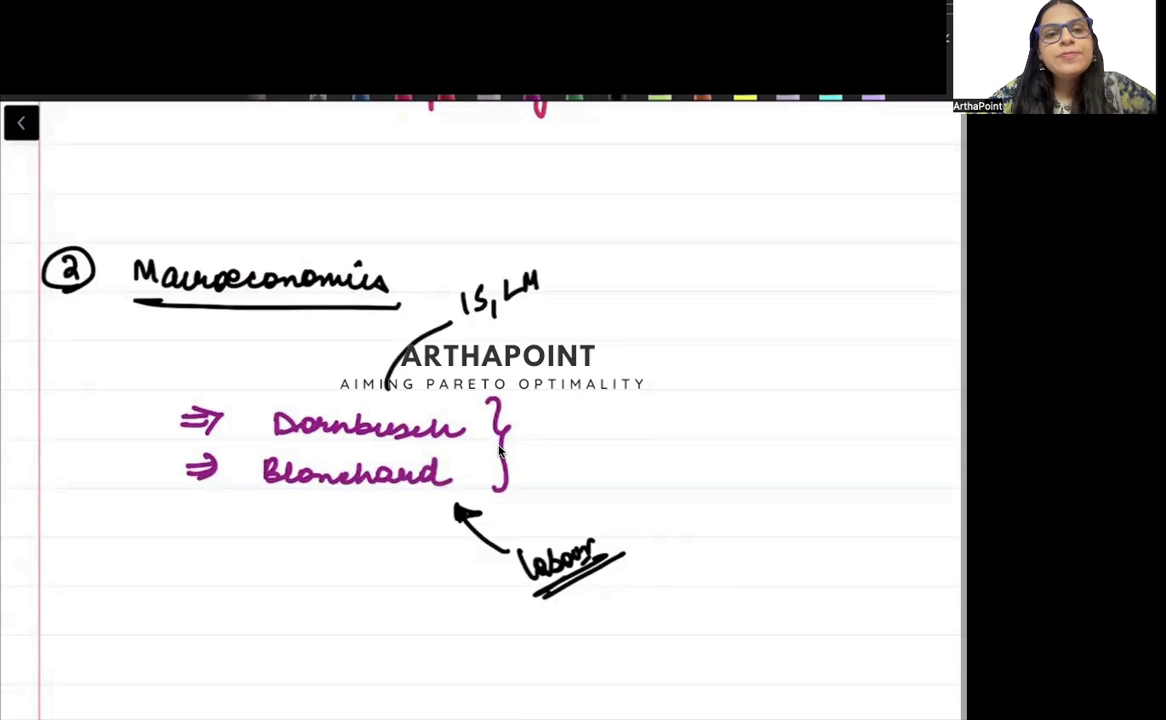 ArthaPoint
2 Macroeconomics
IS, LM
ARTHAPOINT
AIMING PARETO OPTIMALITY
⇒ Dornbusch
⇒ Blanchard
Labour